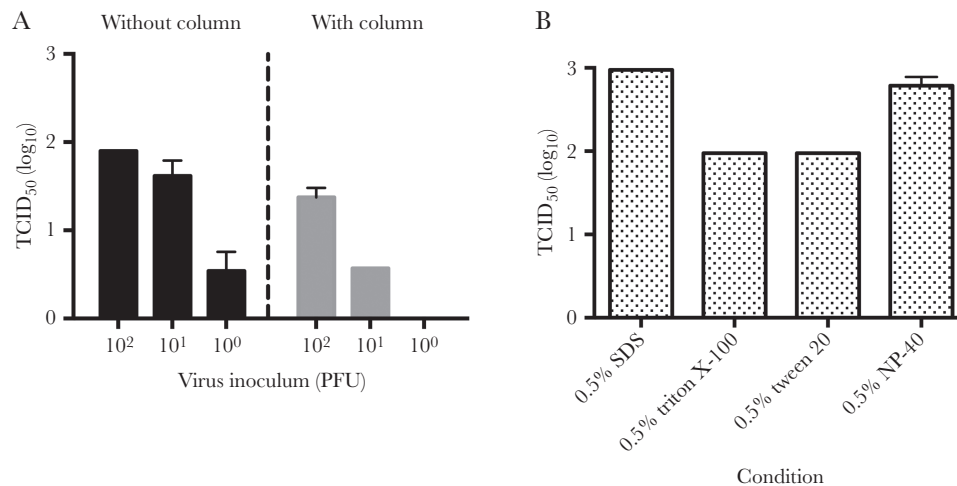 A
Without column
With column
TCID50 (log10)
3
2
1
0
10² 10¹ 10⁰ 10² 10¹ 10⁰
Virus inoculum (PFU)
B
TCID50 (log10)
3
2
1
0
0.5% SDS
0.5% triton X-100
0.5% tween 20
0.5% NP-40
Condition